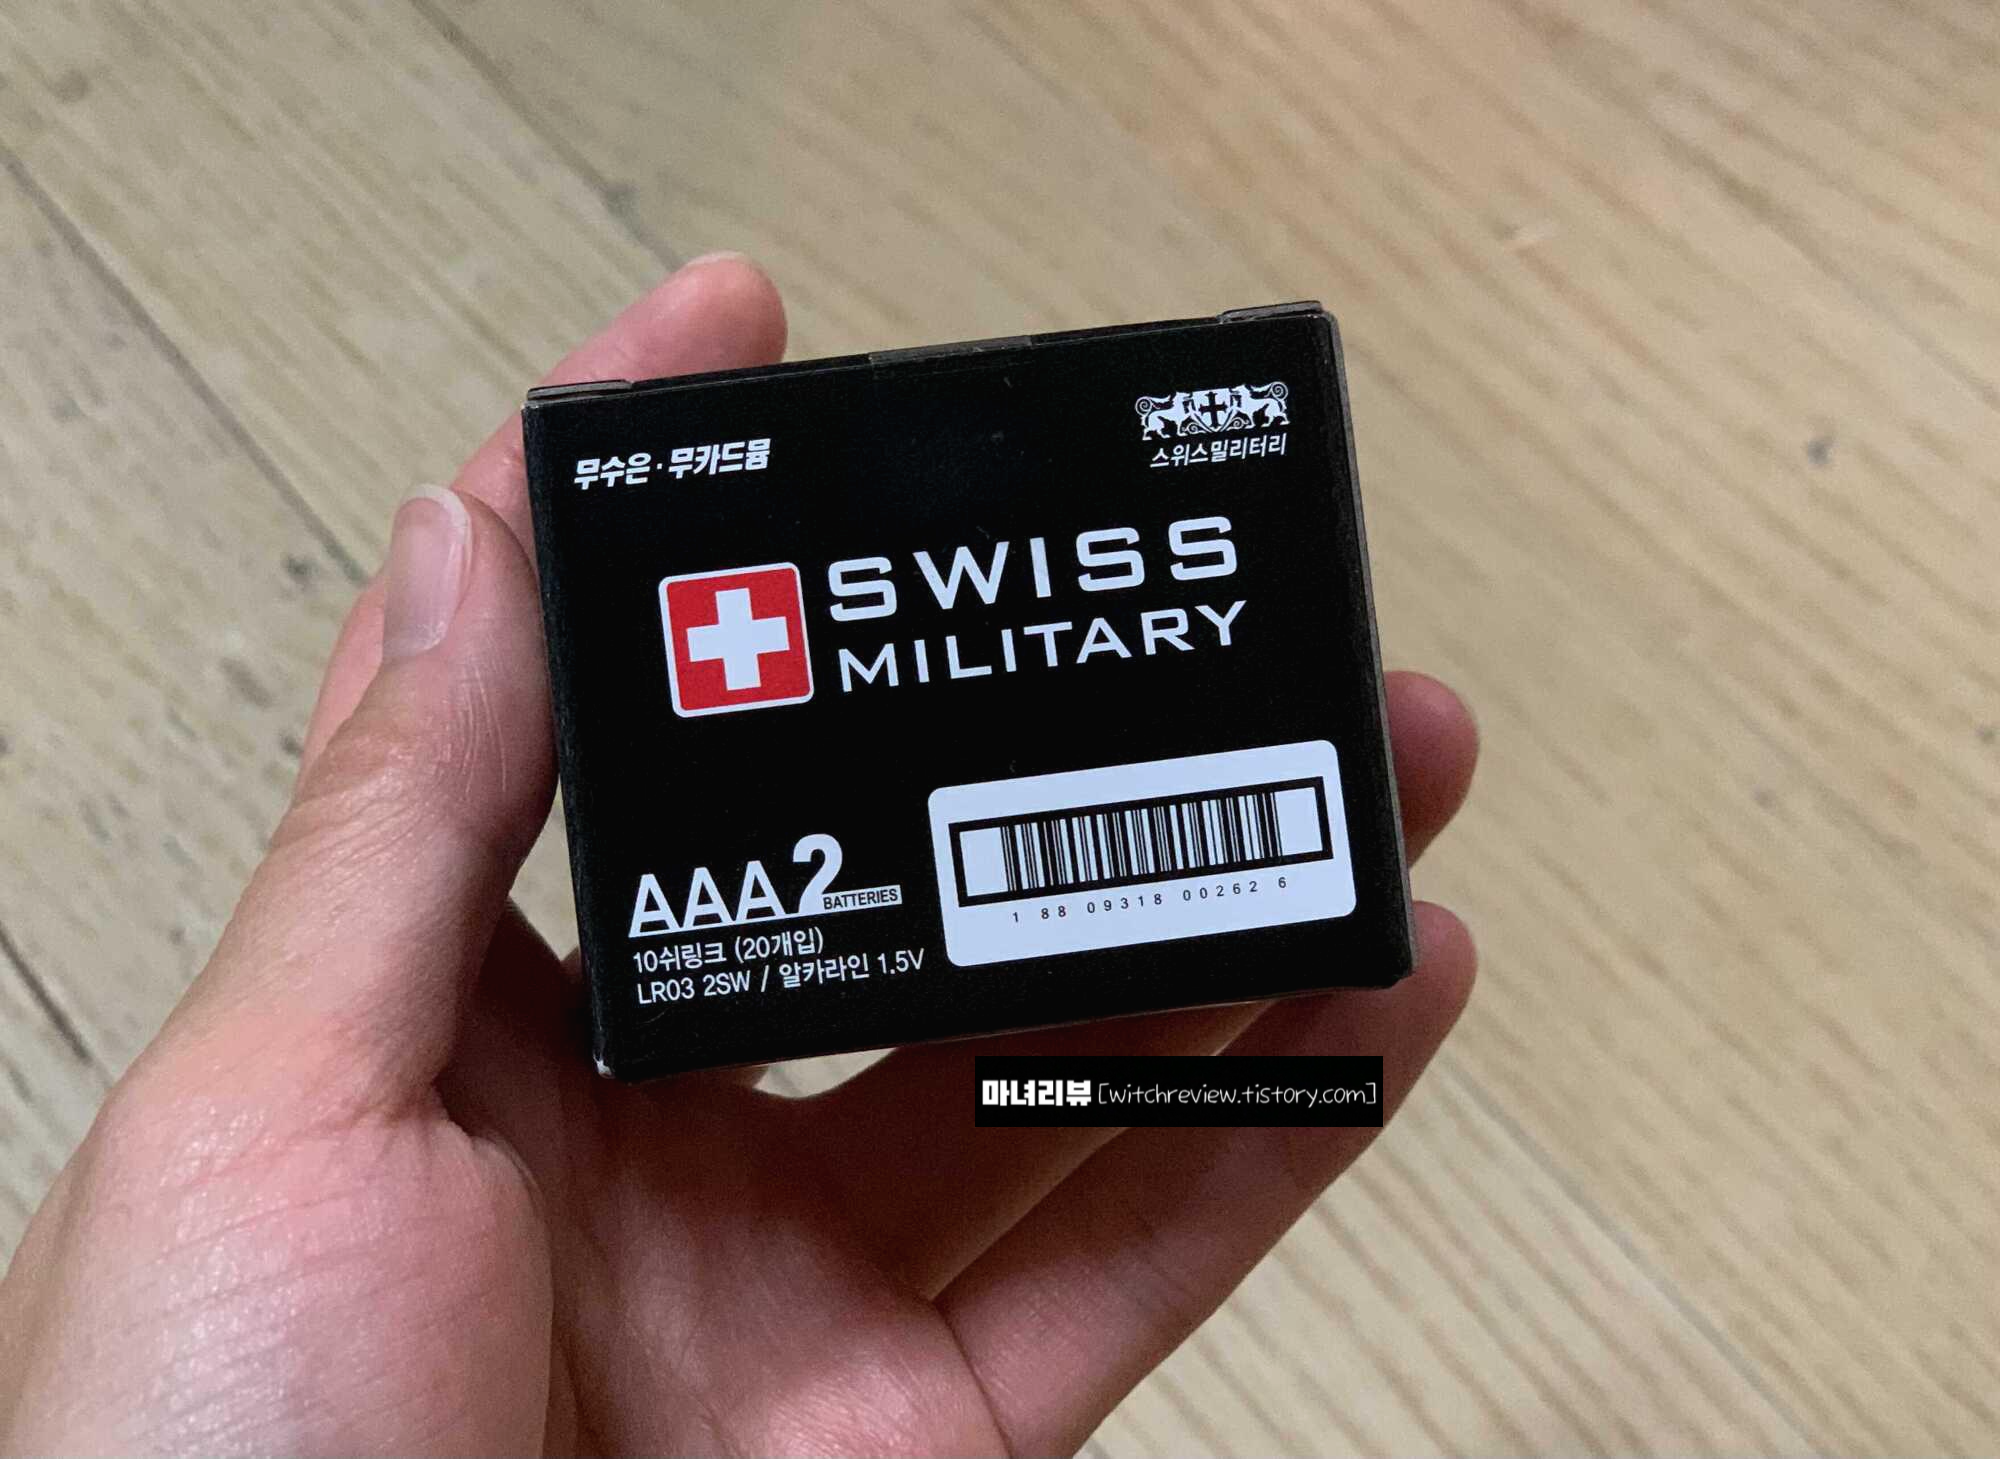 무수은·무카드뮴
스위스밀리터리
SWISS
MILITARY
AAA2
BATTERIES
10쉬링크 (20개입)
LR03 2SW / 알카라인 1.5V
1 88 09318 00262 6
마녀리뷰 [witchreview.tistory.com]